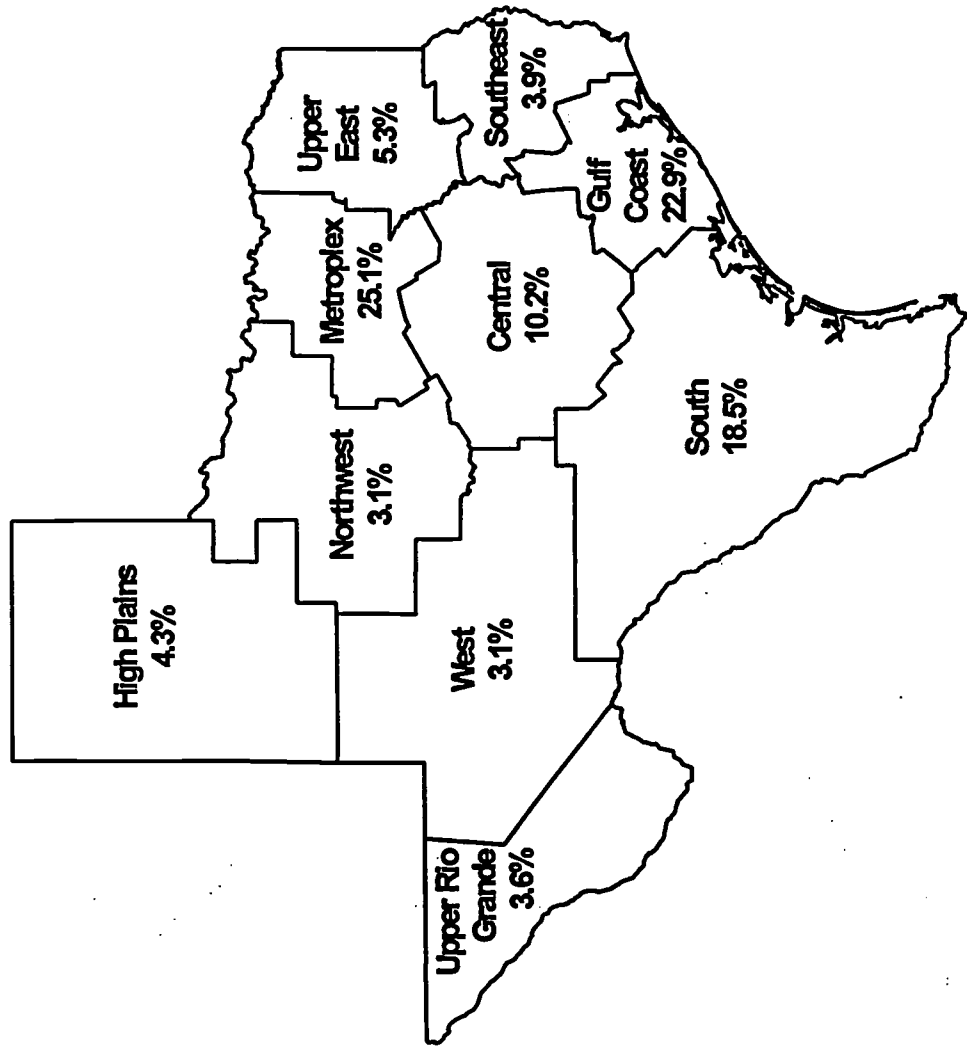 High Plains
4.3%
Northwest
3.1%
Metroplex
25.1%
Upper
East
5.3%
Southeast
3.9%
Gulf
Coast
22.9%
Central
10.2%
South
18.5%
West
3.1%
Upper Rio
Grande
3.6%